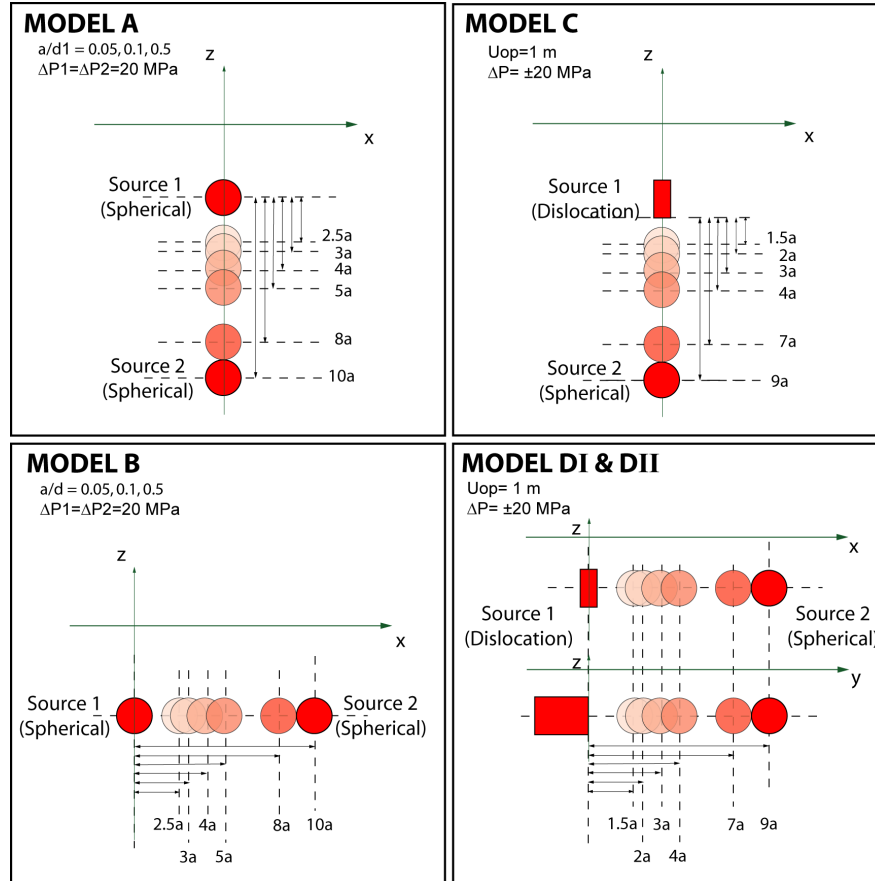 MODEL A
a/d1 = 0.05, 0.1, 0.5
ΔP1=ΔP2=20 MPa
z
x
Source 1
(Spherical)
2.5a
3a
4a
5a
8a
Source 2
(Spherical)
10a
MODEL C
Uop=1 m
ΔP= ±20 MPa
z
x
Source 1
(Dislocation)
1.5a
2a
3a
4a
7a
Source 2
(Spherical)
9a
MODEL B
a/d = 0.05, 0.1, 0.5
ΔP1=ΔP2=20 MPa
z
x
Source 1
(Spherical)
Source 2
(Spherical)
2.5a 4a 8a 10a
3a 5a
MODEL DI & DII
Uop= 1 m
ΔP= ±20 MPa
z
x
Source 1
(Dislocation)
Source 2
(Spherical)
z
y
1.5a 3a 7a 9a
2a 4a